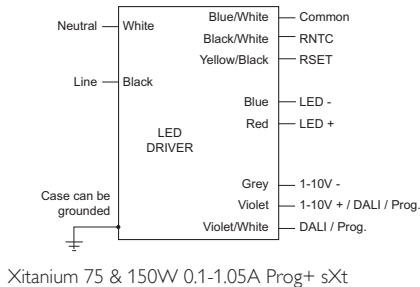 Neutral White
Line Black
LED
DRIVER
Case can be
grounded
Blue/White Common
Black/White RNTC
Yellow/Black RSET
Blue LED -
Red LED +
Grey 1-10V -
Violet 1-10V + / DALI / Prog.
Violet/White DALI / Prog.
Xitanium 75 & 150W 0.1-1.05A Prog+ sXt